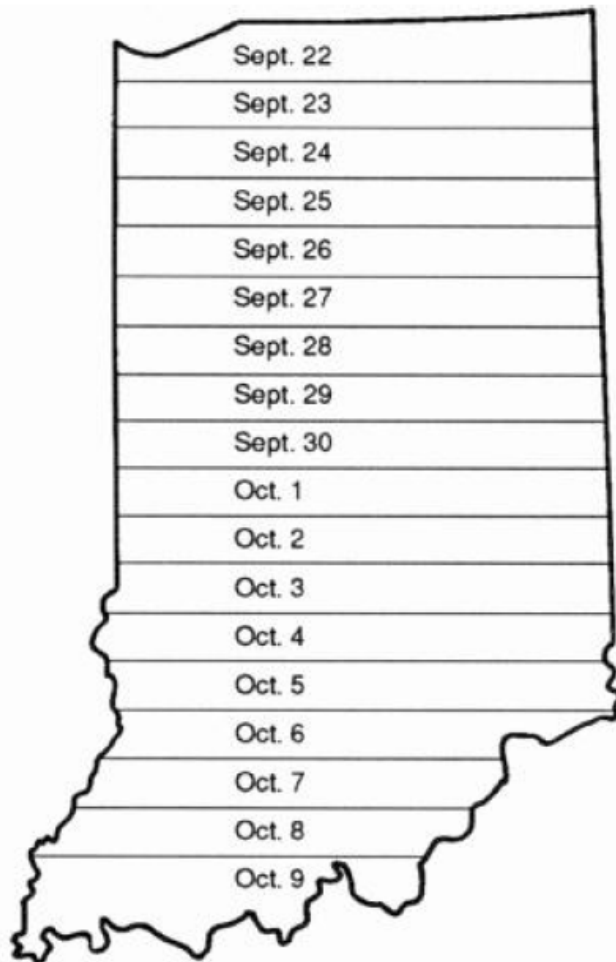 Sept. 22
Sept. 23
Sept. 24
Sept. 25
Sept. 26
Sept. 27
Sept. 28
Sept. 29
Sept. 30
Oct. 1
Oct. 2
Oct. 3
Oct. 4
Oct. 5
Oct. 6
Oct. 7
Oct. 8
Oct. 9